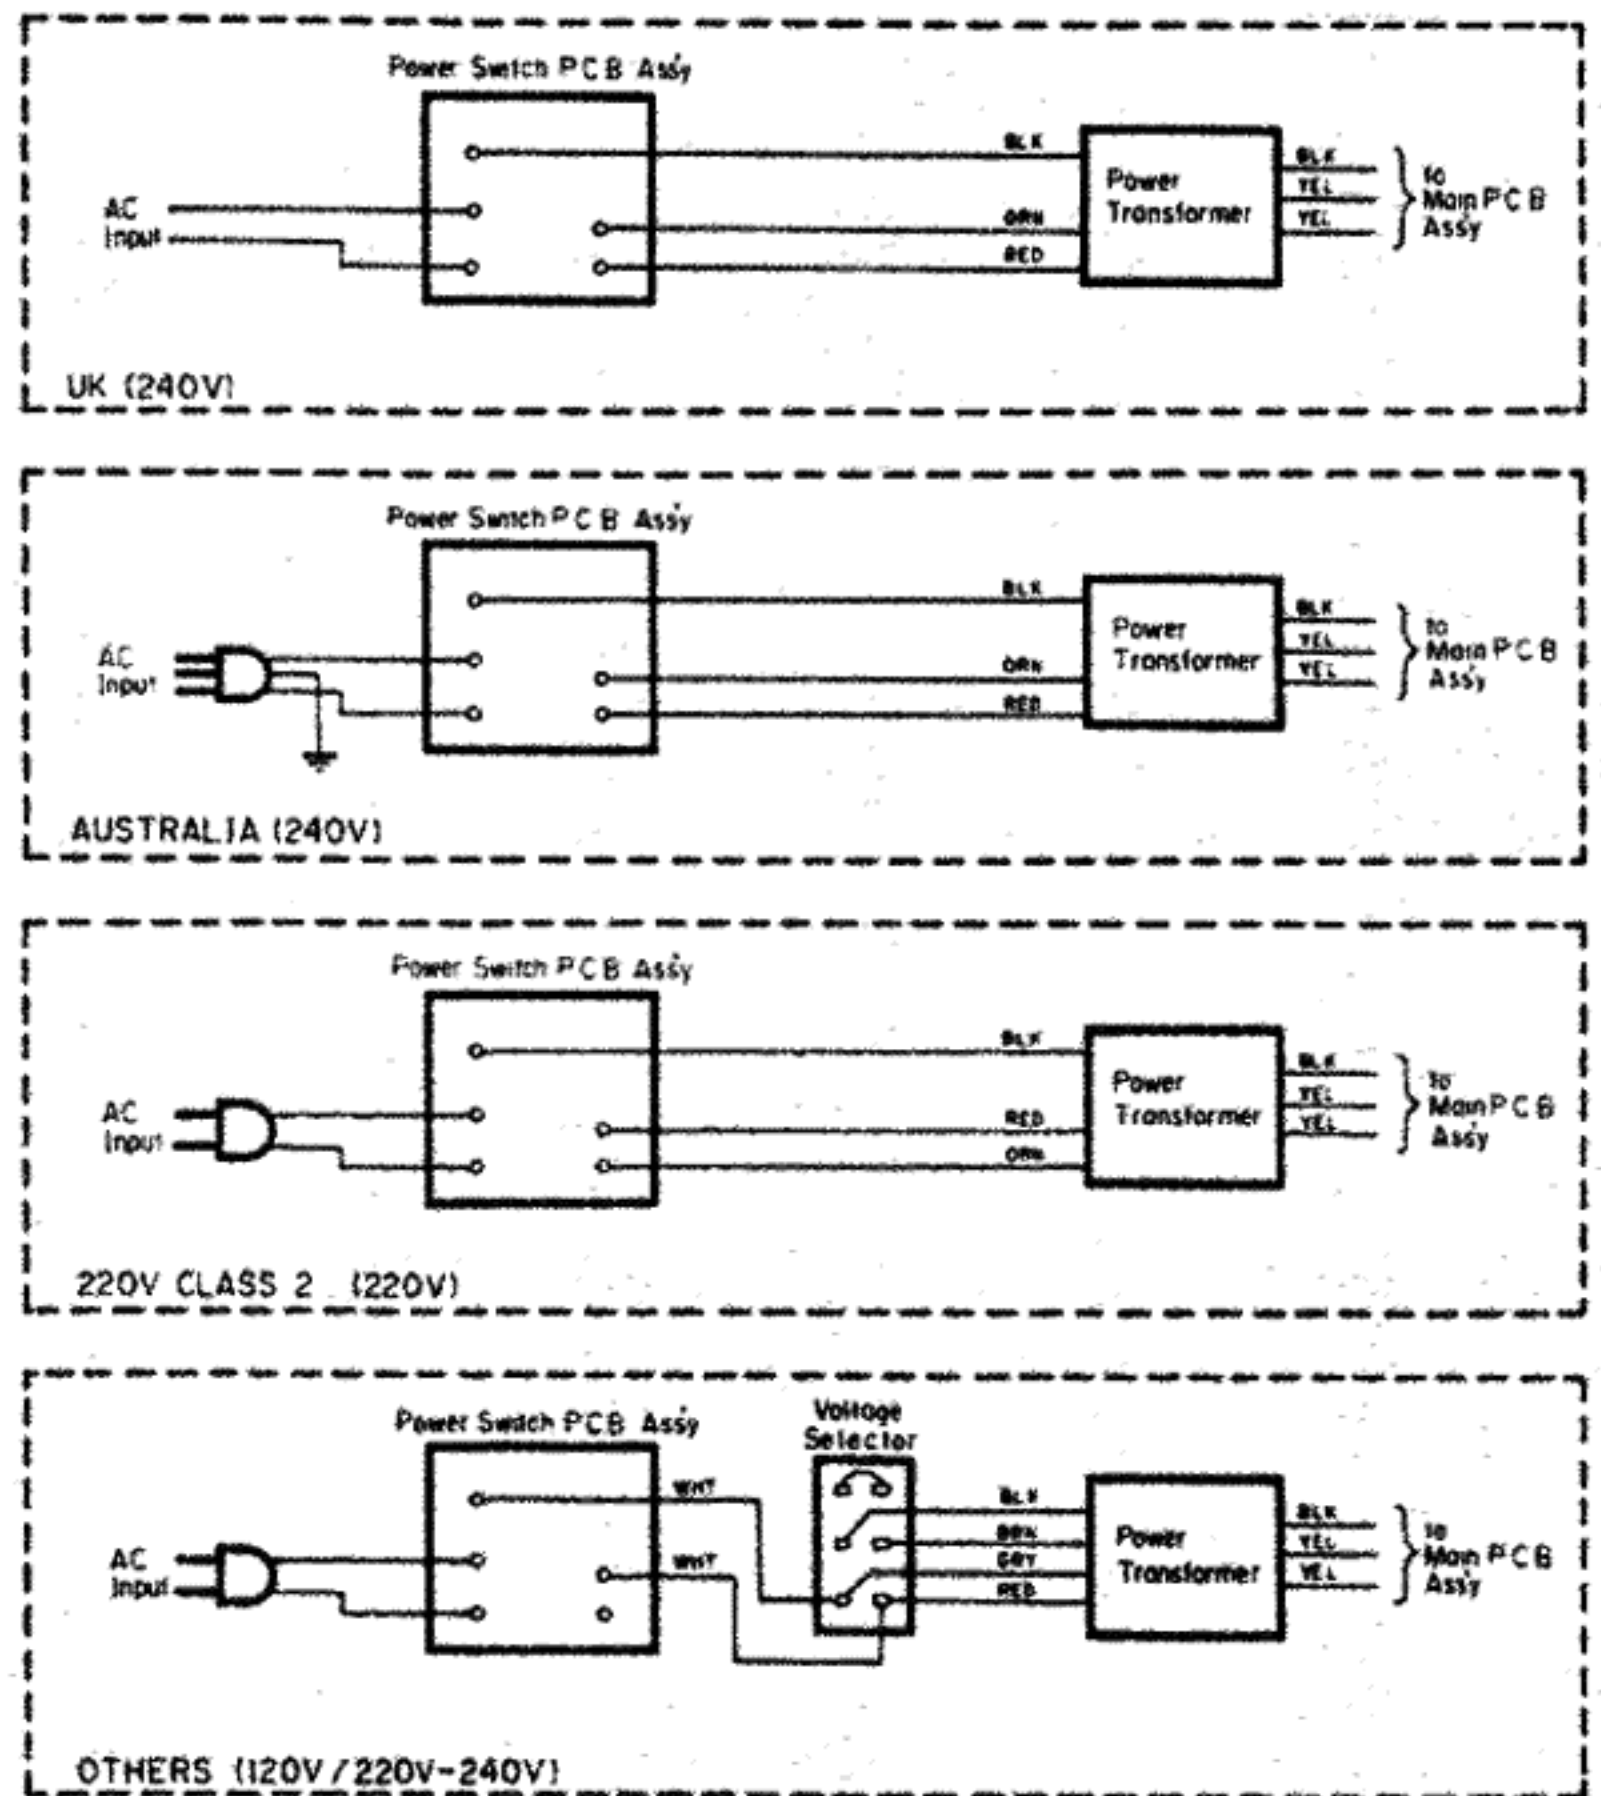 Power Switch PCB Ass'y
BLK
AC
Input
ORN
RED
Power
Transformer
BLK
YEL
YEL
to
Main PCB
Ass'y
UK (240V)
Power Switch PCB Ass'y
BLK
AC
Input
ORN
RED
Power
Transformer
BLK
YEL
YEL
to
Main PCB
Ass'y
AUSTRALIA (240V)
Power Switch PCB Ass'y
BLK
AC
Input
RED
ORN
Power
Transformer
BLK
YEL
YEL
to
Main PCB
Ass'y
220V CLASS 2 (220V)
Power Switch PCB Ass'y
Voltage
Selector
WHT
WHT
AC
Input
BLK
GRY
RED
Power
Transformer
BLK
YEL
YEL
to
Main PCB
Ass'y
OTHERS (120V/220V-240V)